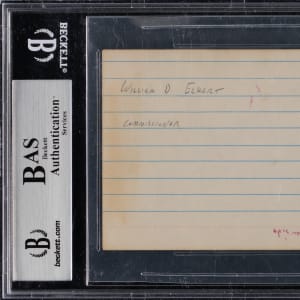 BECKETT
BAS
Beckett
Authentication
Services
beckett.com
WILLIAM D ECKERT
COMMISSIONER